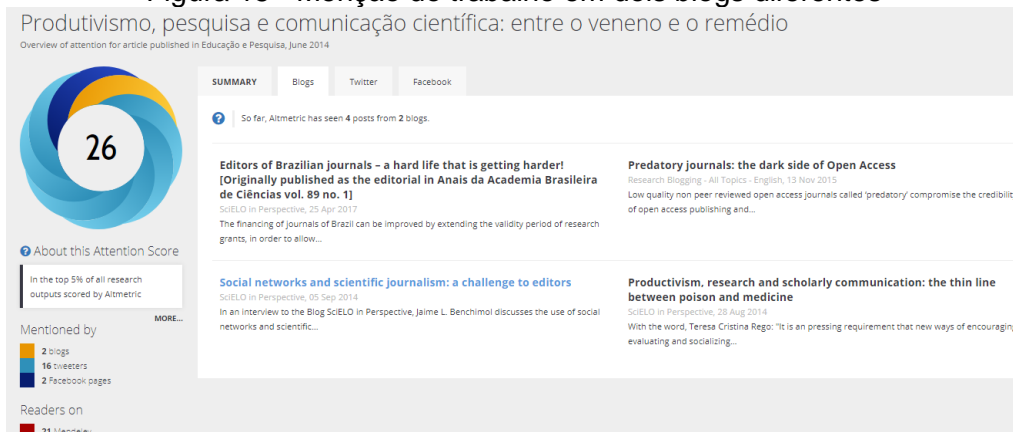 Produtivismo, pesquisa e comunicação científica: entre o veneno e o remédio
Overview of attention for article published in Educação e Pesquisa, June 2014
26
About this Attention Score
In the top 5% of all research
outputs scored by Altmetric
MORE...
Mentioned by
2 blogs
16 tweeters
2 Facebook pages
Readers on
21 Mendeley
SUMMARY Blogs Twitter Facebook
? So far, Altmetric has seen 4 posts from 2 blogs.
Editors of Brazilian journals – a hard life that is getting harder!
[Originally published as the editorial in Anais da Academia Brasileira
de Ciências vol. 89 no. 1]
SciELO in Perspective, 25 Apr 2017
The financing of journals of Brazil can be improved by extending the validity period of research
grants, in order to allow...
Predatory journals: the dark side of Open Access
Research Blogging - All Topics - English, 13 Nov 2015
Low quality non peer reviewed open access journals called 'predatory' compromise the
of open access publishing and...
Social networks and scientific journalism: a challenge to editors
SciELO in Perspective, 05 Sep 2014
In an interview to the Blog SciELO in Perspective, Jaime L. Benchimol discusses the use of social
networks and scientific...
Productivism, research and scholarly communication: the thin line
between poison and medicine
SciELO in Perspective, 28 Aug 2014
With the word, Teresa Cristina Rego: "It is an pressing requirement that new ways of
evaluating and socializing...